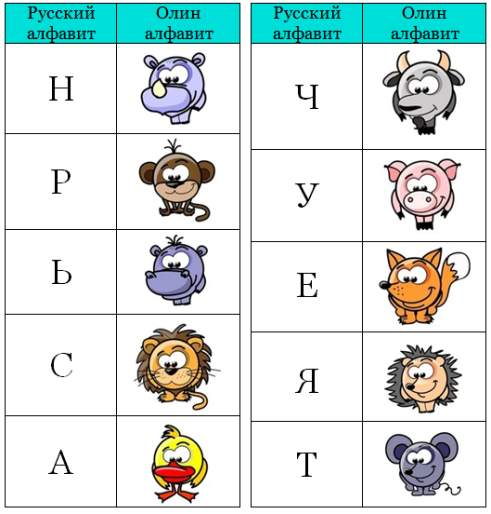 Русский алфавит
Олин алфавит
Н
Р
Ь
С
А
Русский алфавит
Олин алфавит
Ч
У
Е
Я
Т